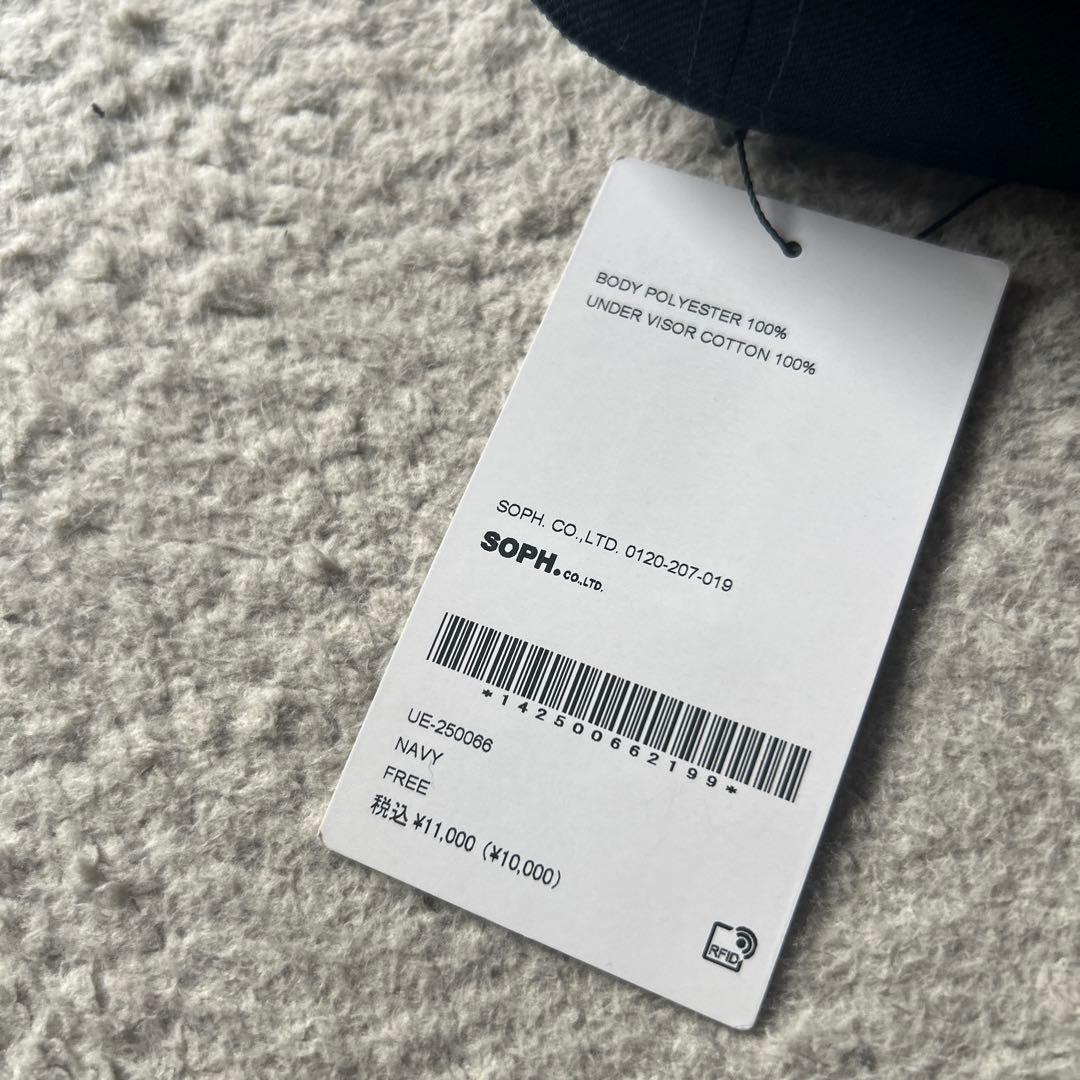 BODY POLYESTER 100%
UNDER VISOR COTTON 100%
SOPH. CO.,LTD. 0120-207-019
SOPH.CO.,LTD.
*142500662199*
UE-250066
NAVY
FREE
税込 ¥11,000 (¥10,000)
RFID